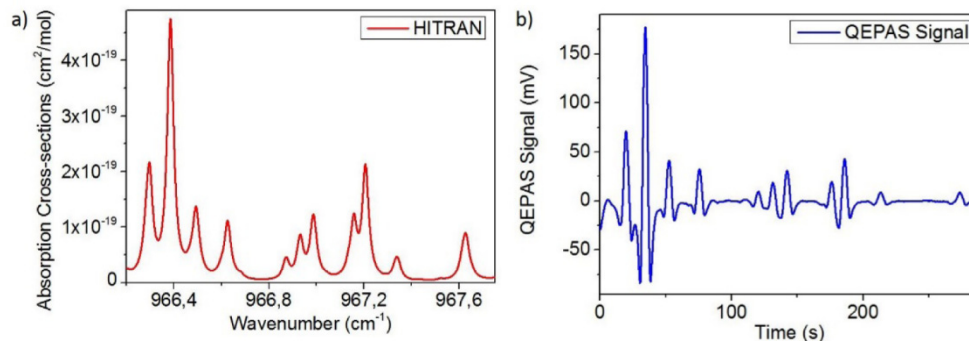 a)
HITRAN
Absorption Cross-sections (cm²/mol)
4x10⁻¹⁹
3x10⁻¹⁹
2x10⁻¹⁹
1x10⁻¹⁹
0
966,4
966,8
967,2
967,6
Wavenumber (cm⁻¹)
b)
QEPAS Signal
QEPAS Signal (mV)
150
100
50
0
-50
0
100
200
Time (s)